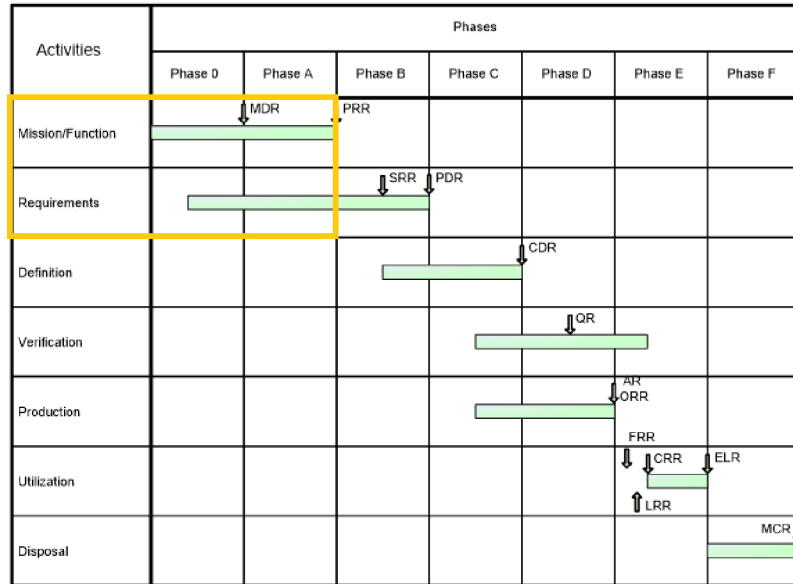 Activities
Phases
Phase 0
Phase A
Phase B
Phase C
Phase D
Phase E
Phase F
Mission/Function
MDR
PRR
Requirements
SRR
PDR
Definition
CDR
Verification
QR
Production
AR
ORR
Utilization
FRR
CRR
ELR
LRR
Disposal
MCR